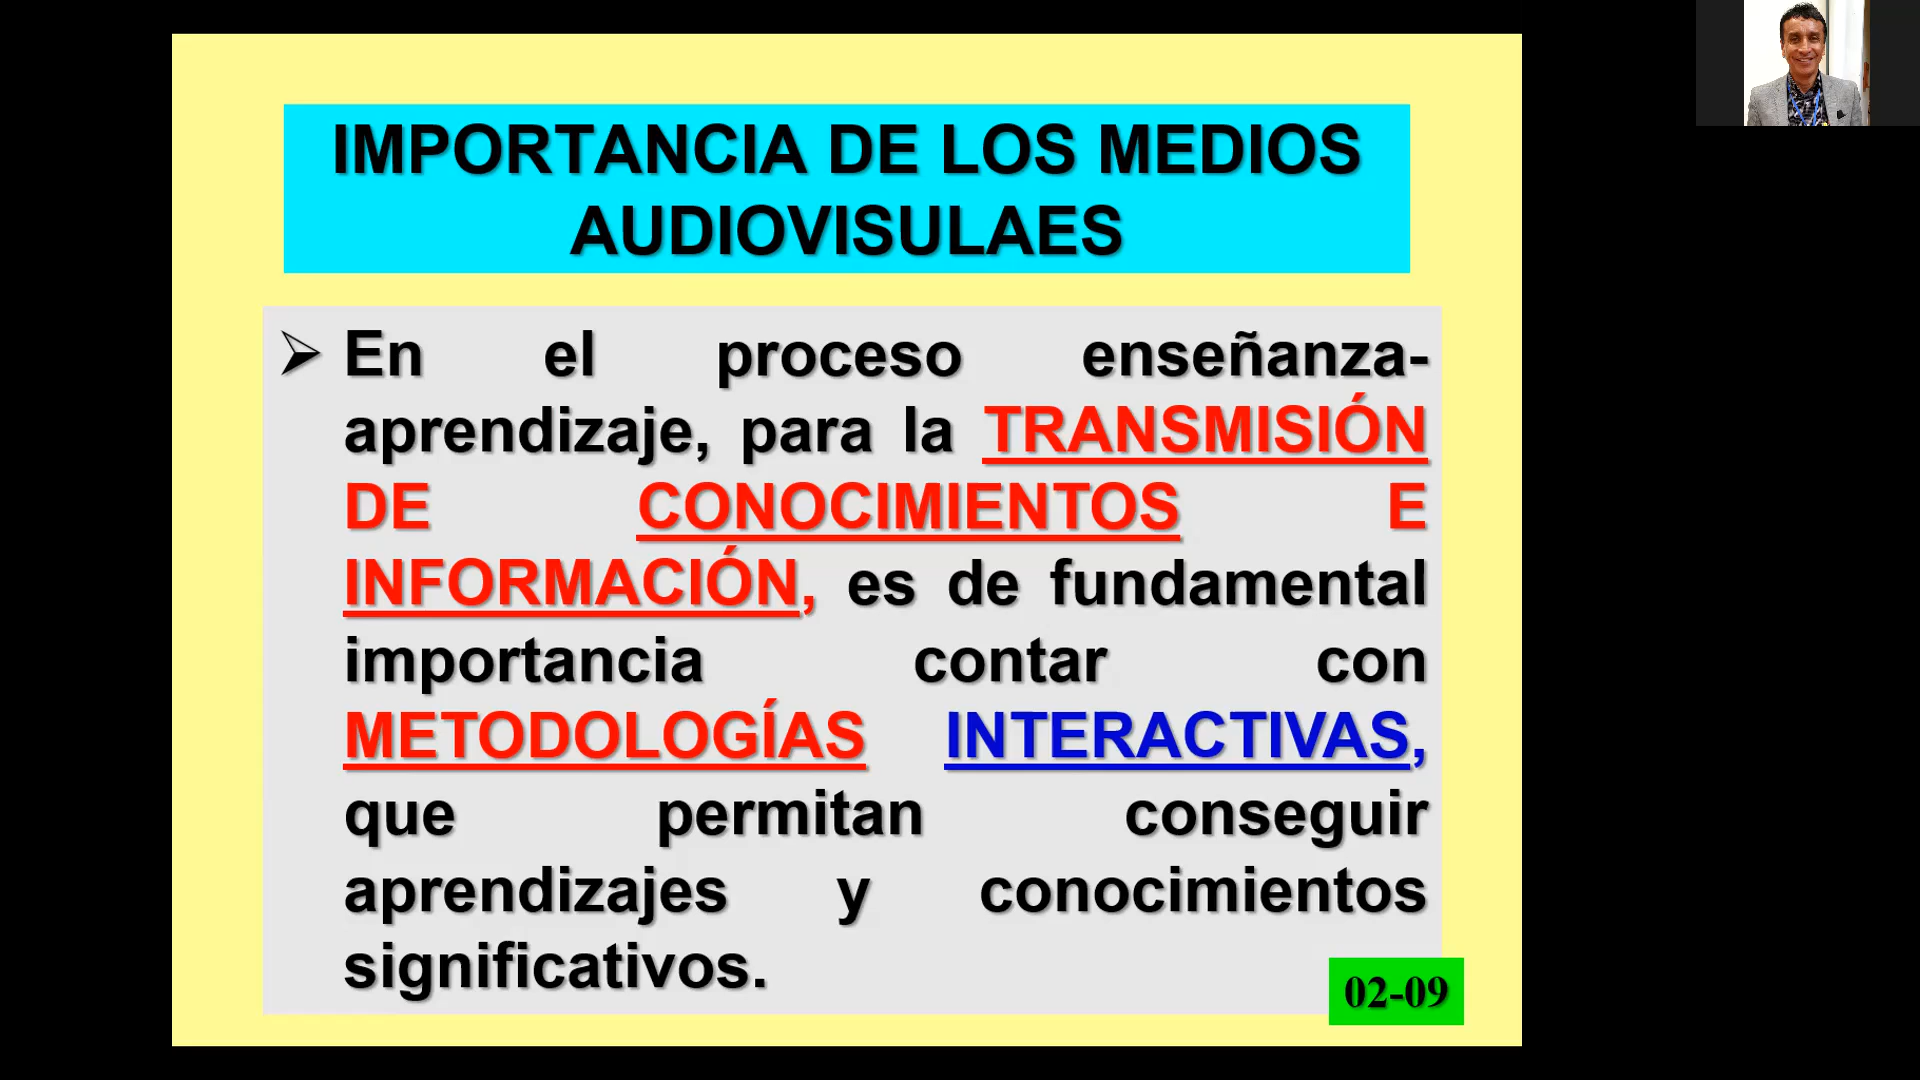 IMPORTANCIA DE LOS MEDIOS
AUDIOVISULAES
➢ En el proceso enseñanza-
aprendizaje, para la TRANSMISIÓN
DE CONOCIMIENTOS E
INFORMACIÓN, es de fundamental
importancia contar con
METODOLOGÍAS INTERACTIVAS,
que permitan conseguir
aprendizajes y conocimientos
significativos.
02-09